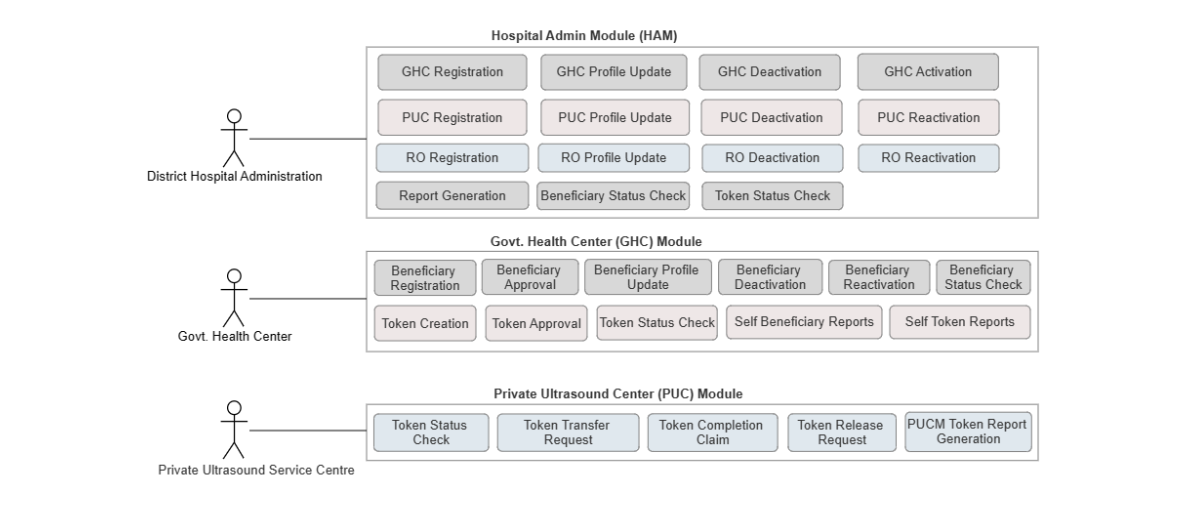 Hospital Admin Module (HAM)
GHC Registration
GHC Profile Update
GHC Deactivation
GHC Activation
PUC Registration
PUC Profile Update
PUC Deactivation
PUC Reactivation
RO Registration
RO Profile Update
RO Deactivation
RO Reactivation
Report Generation
Beneficiary Status Check
Token Status Check
District Hospital Administration
Govt. Health Center (GHC) Module
Beneficiary
Registration
Beneficiary
Approval
Beneficiary Profile
Update
Beneficiary
Deactivation
Beneficiary
Reactivation
Beneficiary
Status Check
Token Creation
Token Approval
Token Status Check
Self Beneficiary Reports
Self Token Reports
Govt. Health Center
Private Ultrasound Center (PUC) Module
Token Status
Check
Token Transfer
Request
Token Completion
Claim
Token Release
Request
PUCM Token Report
Generation
Private Ultrasound Service Centre